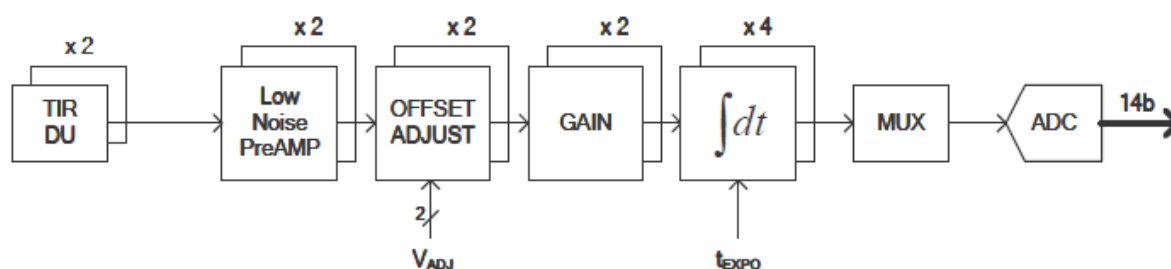 x 2
TIR
DU
x 2
Low
Noise
PreAMP
x 2
OFFSET
ADJUST
2
VADJ
x 2
GAIN
x 4
∫dt
tEXPO
MUX
ADC
14b